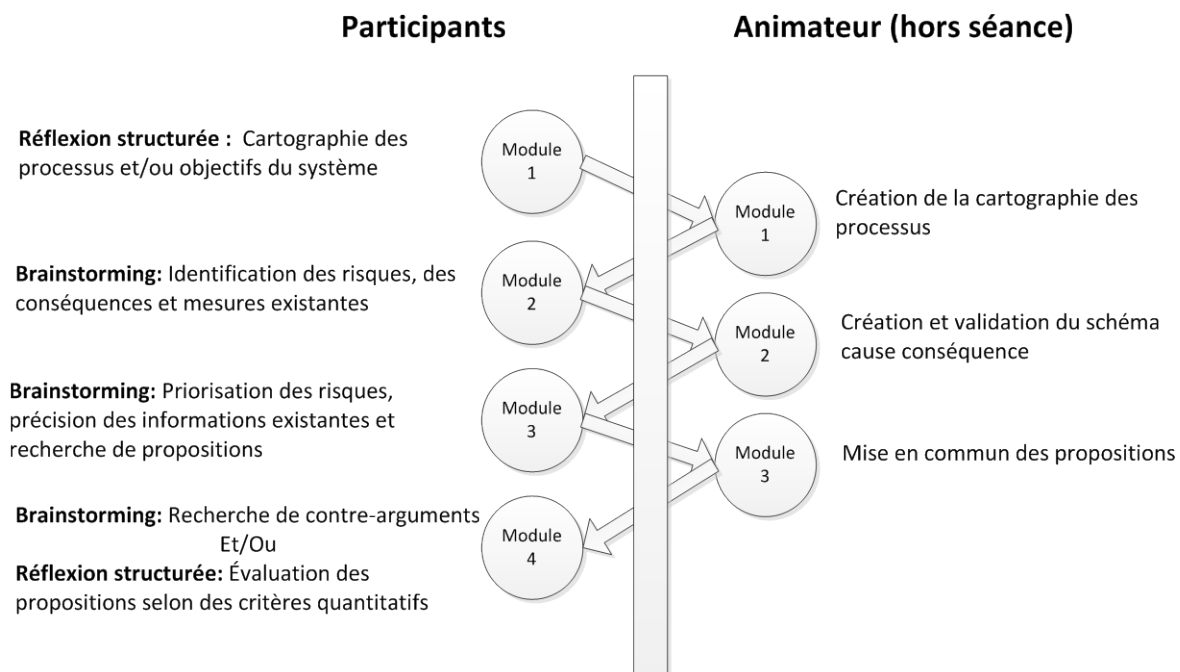 Participants
Animateur (hors séance)
Réflexion structurée : Cartographie des
processus et/ou objectifs du système
Module
1
Module
1
Création de la cartographie des
processus
Brainstorming: Identification des risques, des
conséquences et mesures existantes
Module
2
Module
2
Création et validation du schéma
cause conséquence
Brainstorming: Priorisation des risques,
précision des informations existantes et
recherche de propositions
Module
3
Module
3
Mise en commun des propositions
Brainstorming: Recherche de contre-arguments
Et/Ou
Réflexion structurée: Évaluation des
propositions selon des critères quantitatifs
Module
4